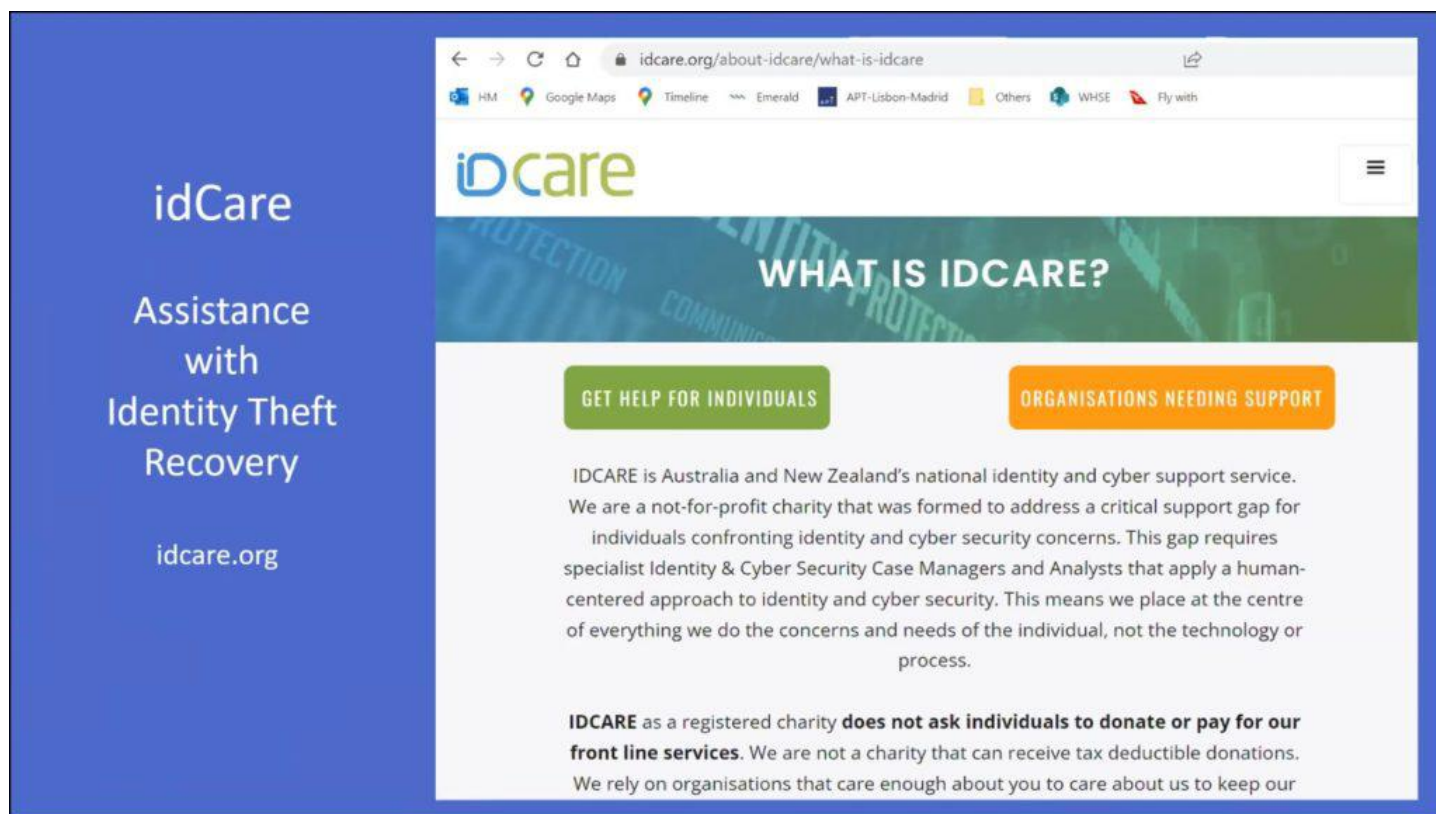 idCare
Assistance
with
Identity Theft
Recovery
idcare.org
idcare.org/about-idcare/what-is-idcare
HM Google Maps Timeline Emerald APT-Lisbon-Madrid Others WHSE Fly with
iDcare
PROTECTION COMMUNIC IDENTITY PROTECTION
WHAT IS IDCARE?
GET HELP FOR INDIVIDUALS
ORGANISATIONS NEEDING SUPPORT
IDCARE is Australia and New Zealand’s national identity and cyber support service.
We are a not-for-profit charity that was formed to address a critical support gap for
individuals confronting identity and cyber security concerns. This gap requires
specialist Identity & Cyber Security Case Managers and Analysts that apply a human-
centered approach to identity and cyber security. This means we place at the centre
of everything we do the concerns and needs of the individual, not the technology or
process.
IDCARE as a registered charity does not ask individuals to donate or pay for our
front line services. We are not a charity that can receive tax deductible donations.
We rely on organisations that care enough about you to care about us to keep our